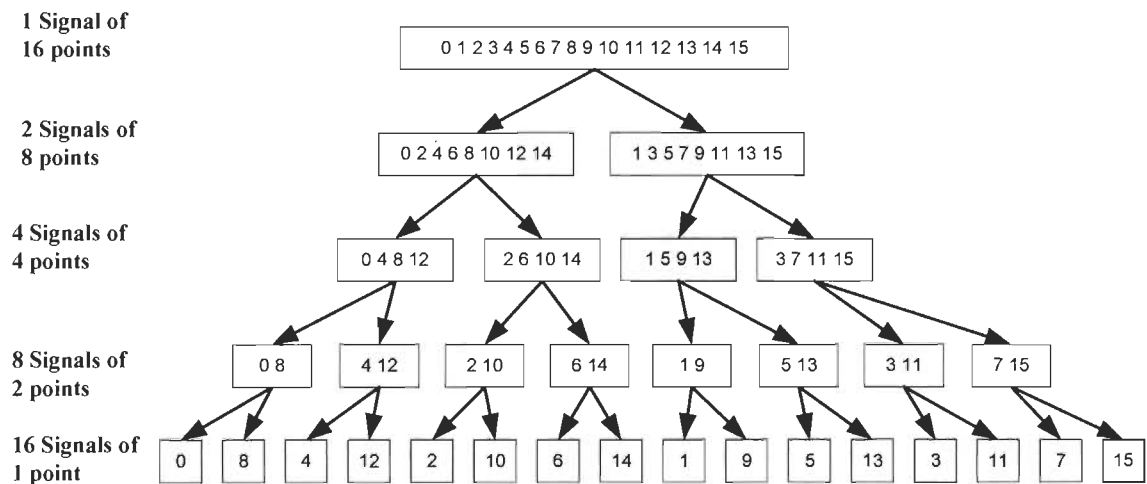 1 Signal of
16 points
0 1 2 3 4 5 6 7 8 9 10 11 12 13 14 15
2 Signals of
8 points
0 2 4 6 8 10 12 14
1 3 5 7 9 11 13 15
4 Signals of
4 points
0 4 8 12
2 6 10 14
1 5 9 13
3 7 11 15
8 Signals of
2 points
0 8
4 12
2 10
6 14
1 9
5 13
3 11
7 15
16 Signals of
1 point
0
8
4
12
2
10
6
14
1
9
5
13
3
11
7
15